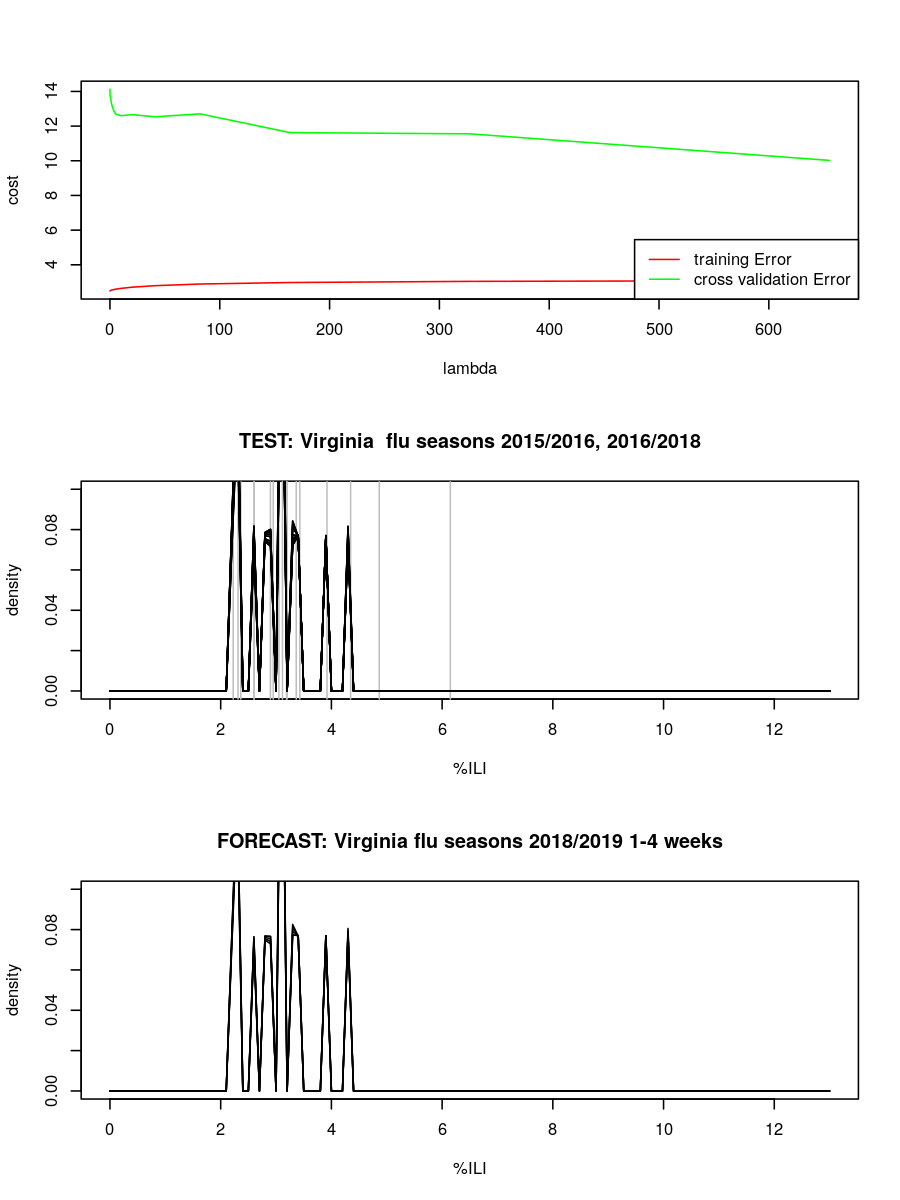 14
12
10
8
6
4
cost
training Error
cross validation Error
0 100 200 300 400 500 600
lambda
TEST: Virginia  flu seasons 2015/2016, 2016/2018
0.08
0.04
0.00
density
0 2 4 6 8 10 12
%ILI
FORECAST: Virginia flu seasons 2018/2019 1-4 weeks
0.08
0.04
0.00
density
0 2 4 6 8 10 12
%ILI